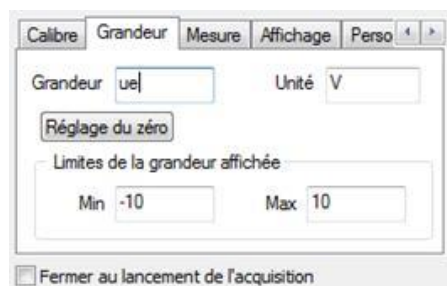 Calibre Grandeur Mesure Affichage Perso
Grandeur ue Unité V
Réglage du zéro
Limites de la grandeur affichée
Min -10 Max 10
Fermer au lancement de l'acquisition